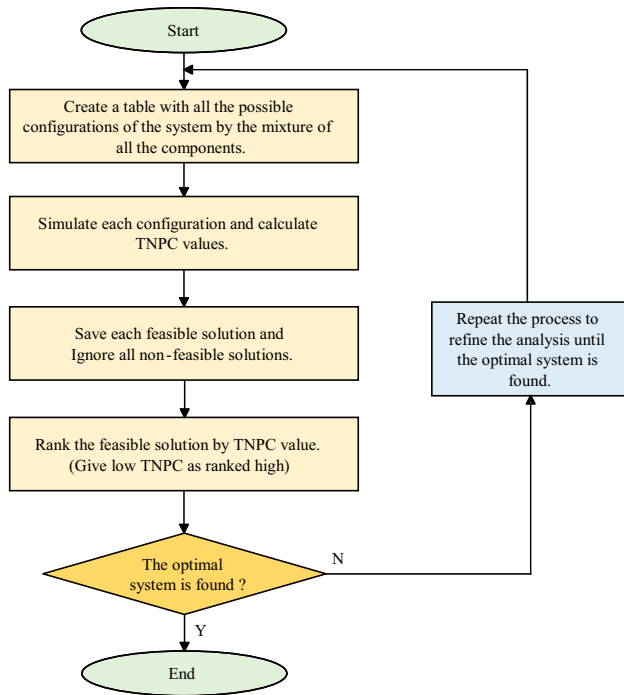 Start
Create a table with all the possible
configurations of the system by the mixture of
all the components.
Simulate each configuration and calculate
TNPC values.
Save each feasible solution and
Ignore all non-feasible solutions.
Repeat the process to
refine the analysis until
the optimal system is
found.
Rank the feasible solution by TNPC value.
(Give low TNPC as ranked high)
The optimal
system is found ?
N
Y
End